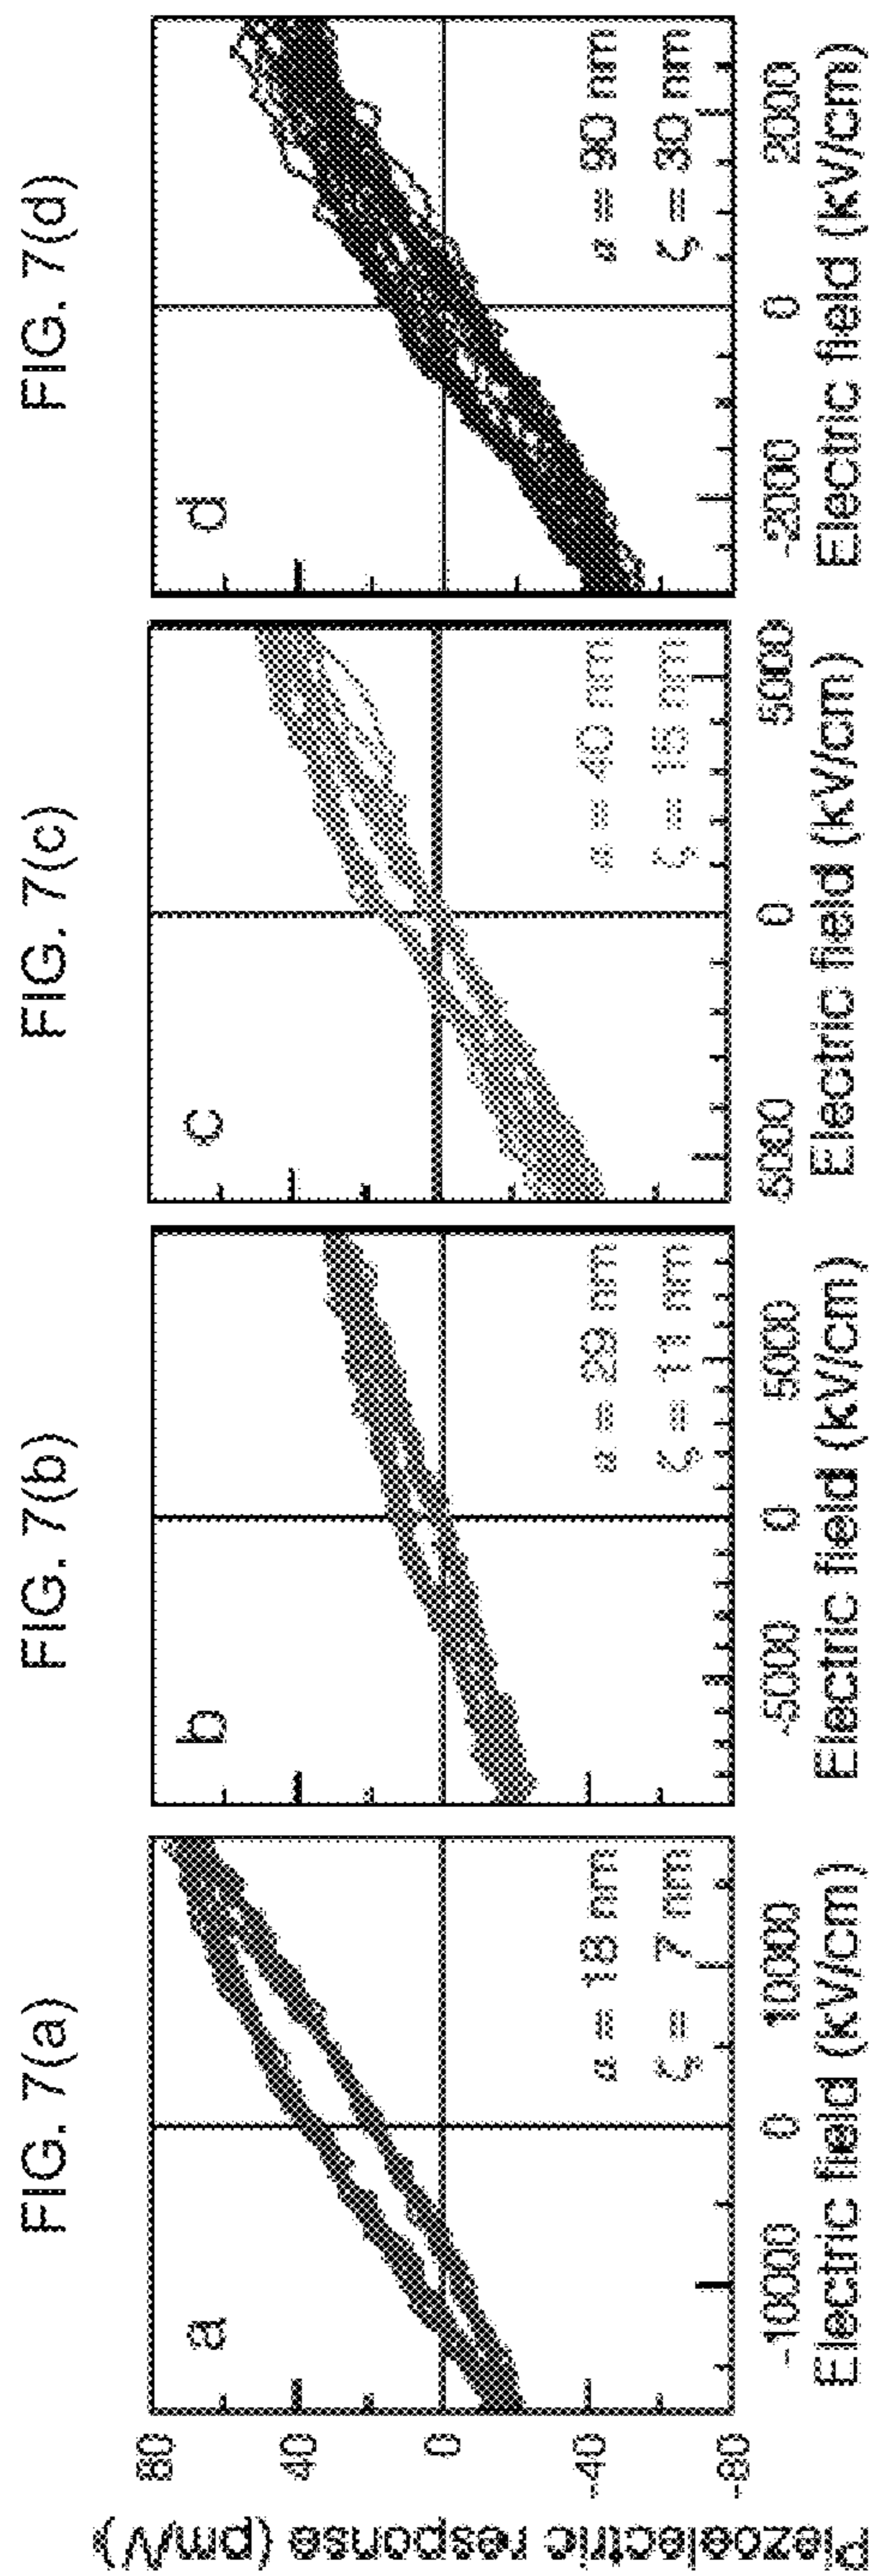 FIG. 7(a)
FIG. 7(b)
FIG. 7(c)
FIG. 7(d)
Piezoelectric response (pm/V)
80
40
0
-40
-80
a
α = 18 nm
ζ = 7 nm
-10000 0 10000
Electric field (kV/cm)
b
α = 29 nm
ζ = 11 nm
-5000 0 5000
Electric field (kV/cm)
c
α = 40 nm
ζ = 15 nm
-5000 0 5000
Electric field (kV/cm)
d
α = 90 nm
ζ = 30 nm
-2000 0 2000
Electric field (kV/cm)